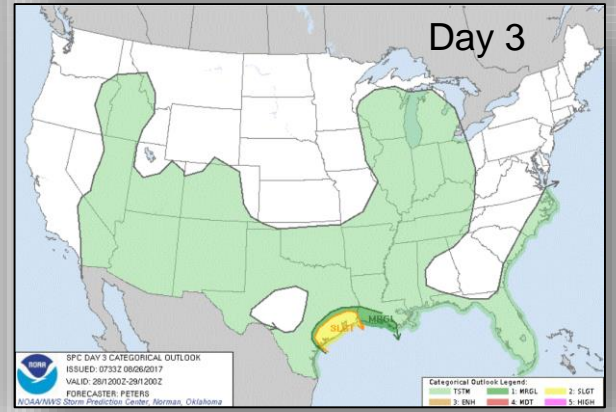 Day 3
SLGT
MRGL
NOAA
SPC DAY 3 CATEGORICAL OUTLOOK
ISSUED: 0733Z 08/26/2017
VALID: 28/1200Z-29/1200Z
FORECASTER: PETERS
NOAA/NWS Storm Prediction Center, Norman, Oklahoma
Categorical Outlook Legend:
TSTM 1: MRGL 2: SLGT
3: ENH 4: MDT 5: HIGH